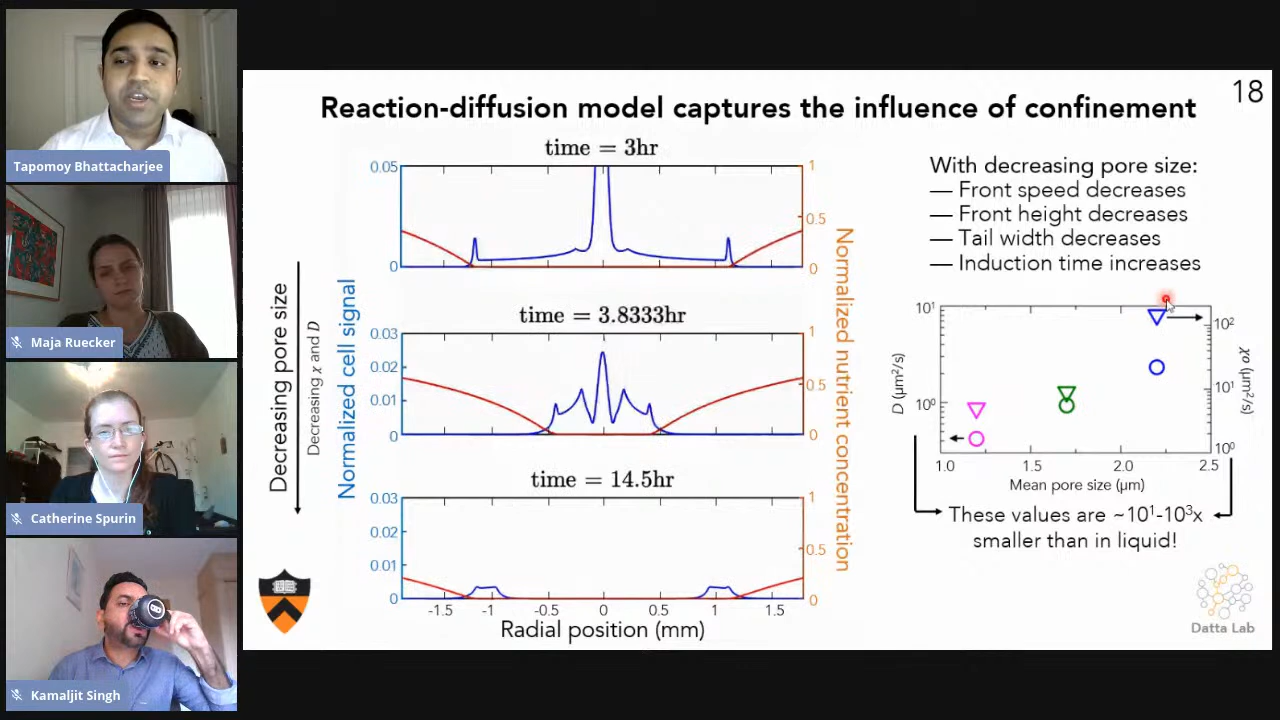 Tapomoy Bhattacharjee
Maja Ruecker
Catherine Spurin
Kamaljit Singh
18
Reaction-diffusion model captures the influence of confinement
Decreasing pore size
Decreasing χ and D
Normalized cell signal
Normalized nutrient concentration
time = 3hr
0.05
0
1
0.5
0
time = 3.8333hr
0.03
0.02
0.01
0
1
0.5
0
time = 14.5hr
0.03
0.02
0.01
0
1
0.5
0
-1.5 -1 -0.5 0 0.5 1 1.5
Radial position (mm)
With decreasing pore size:
— Front speed decreases
— Front height decreases
— Tail width decreases
— Induction time increases
D (μm²/s)
10¹
10⁰
χο (μm²/s)
10²
10¹
10⁰
1.0 1.5 2.0 2.5
Mean pore size (μm)
These values are ~10¹-10³x
smaller than in liquid!
Datta Lab